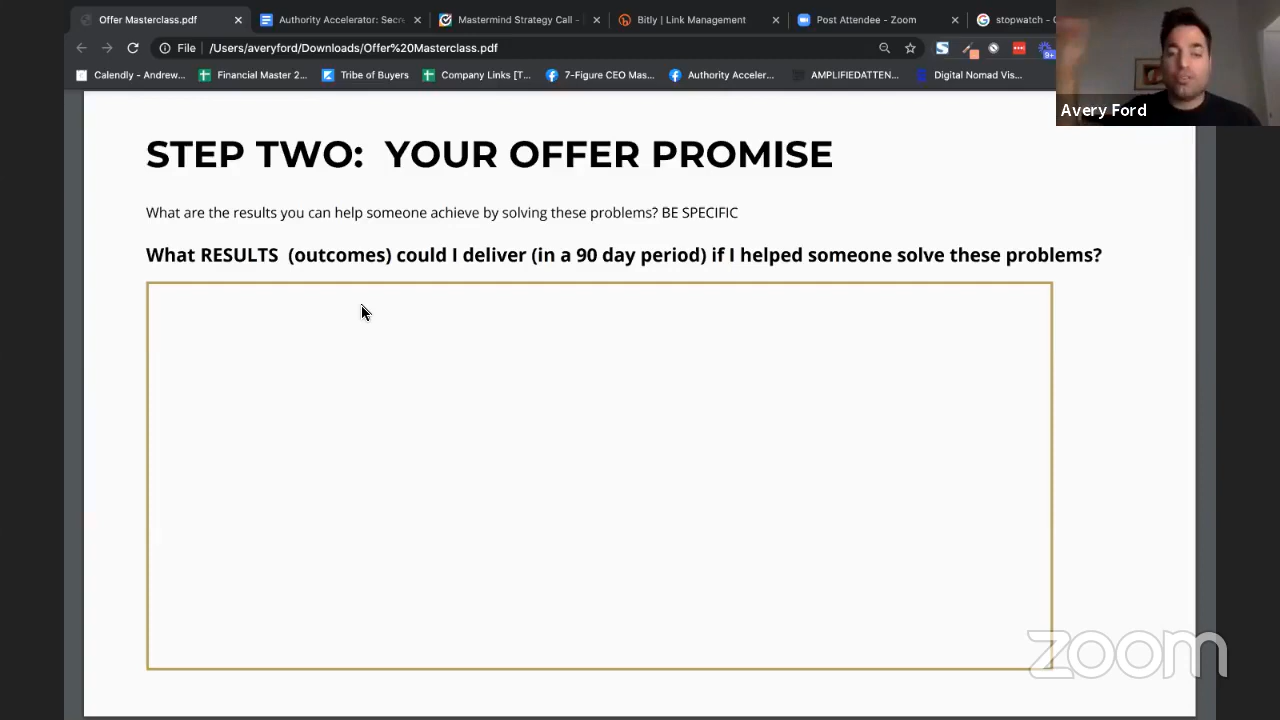 Offer Masterclass.pdf
Authority Accelerator: Secre
Mastermind Strategy Call -
Bitly | Link Management
Post Attendee - Zoom
stopwatch -
File
/Users/averyford/Downloads/Offer%20Masterclass.pdf
Calendly - Andrew...
Financial Master 2...
Tribe of Buyers
Company Links [T...
7-Figure CEO Mas...
Authority Acceler...
AMPLIFIEDATTEN...
Digital Nomad Vis...
9+
Avery Ford
STEP TWO: YOUR OFFER PROMISE
What are the results you can help someone achieve by solving these problems? BE SPECIFIC
What RESULTS (outcomes) could I deliver (in a 90 day period) if I helped someone solve these problems?
zoom